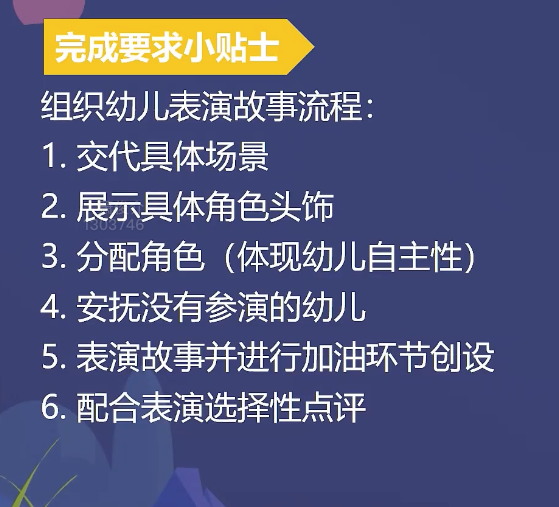 完成要求小贴士
组织幼儿表演故事流程：
1. 交代具体场景
2. 展示具体角色头饰
1303746
3. 分配角色（体现幼儿自主性）
4. 安抚没有参演的幼儿
5. 表演故事并进行加油环节创设
6. 配合表演选择性点评